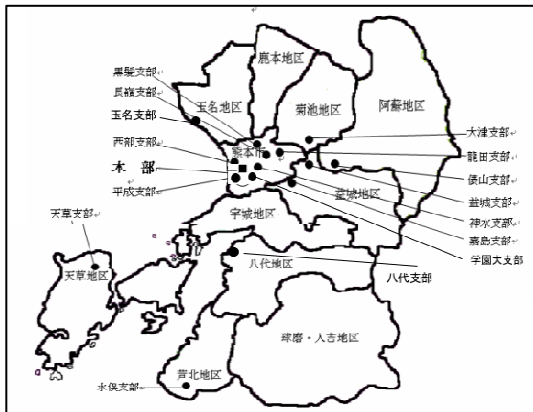 鹿本地区
黒髪支部
長嶺支部
玉名地区
菊池地区
阿蘇地区
玉名支部
大津支部
西部支部
熊本市
龍田支部
本部
俵山支部
平成支部
益城地区
益城支部
宇城地区
神水支部
天草支部
嘉島支部
学園大支部
八代地区
八代支部
天草地区
球磨・人吉地区
芦北地区
水俣支部